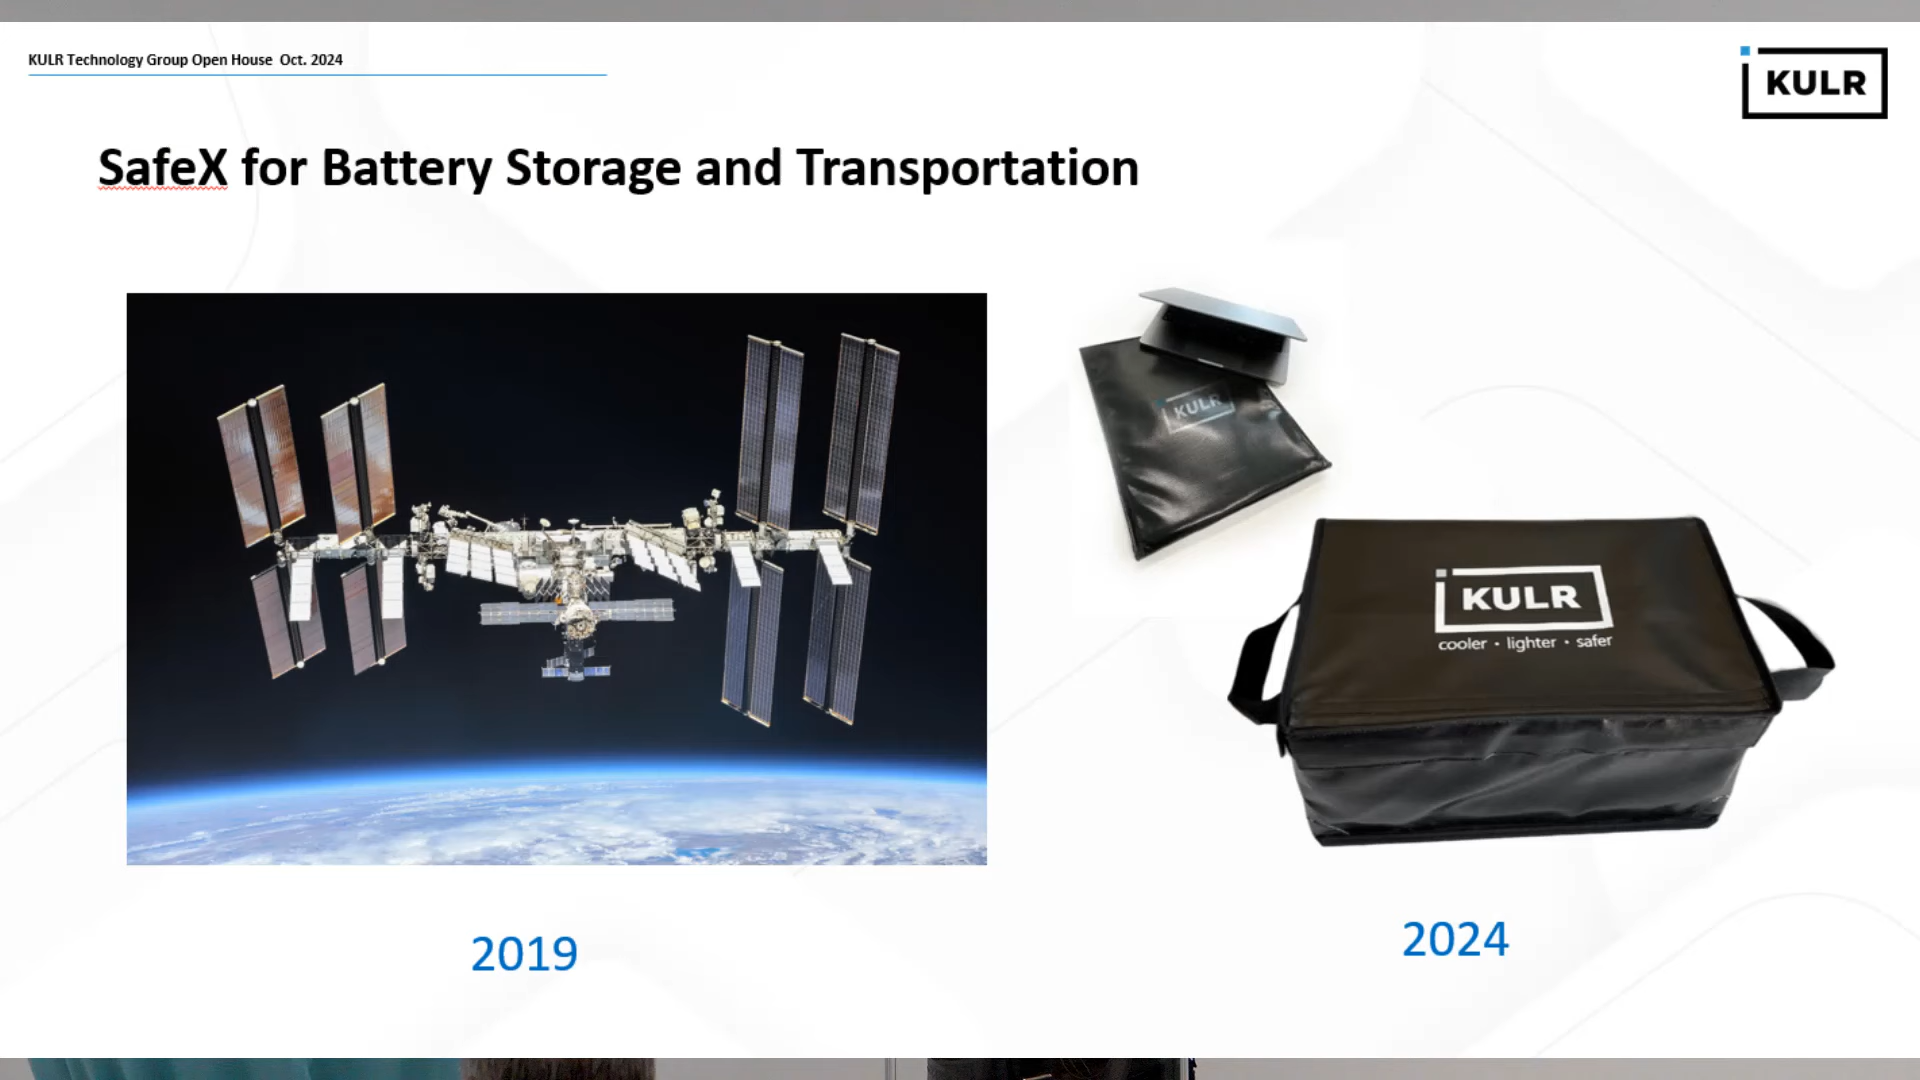 KULR Technology Group Open House Oct. 2024
KULR
SafeX for Battery Storage and Transportation
KULR
KULR
cooler · lighter · safer
2019
2024